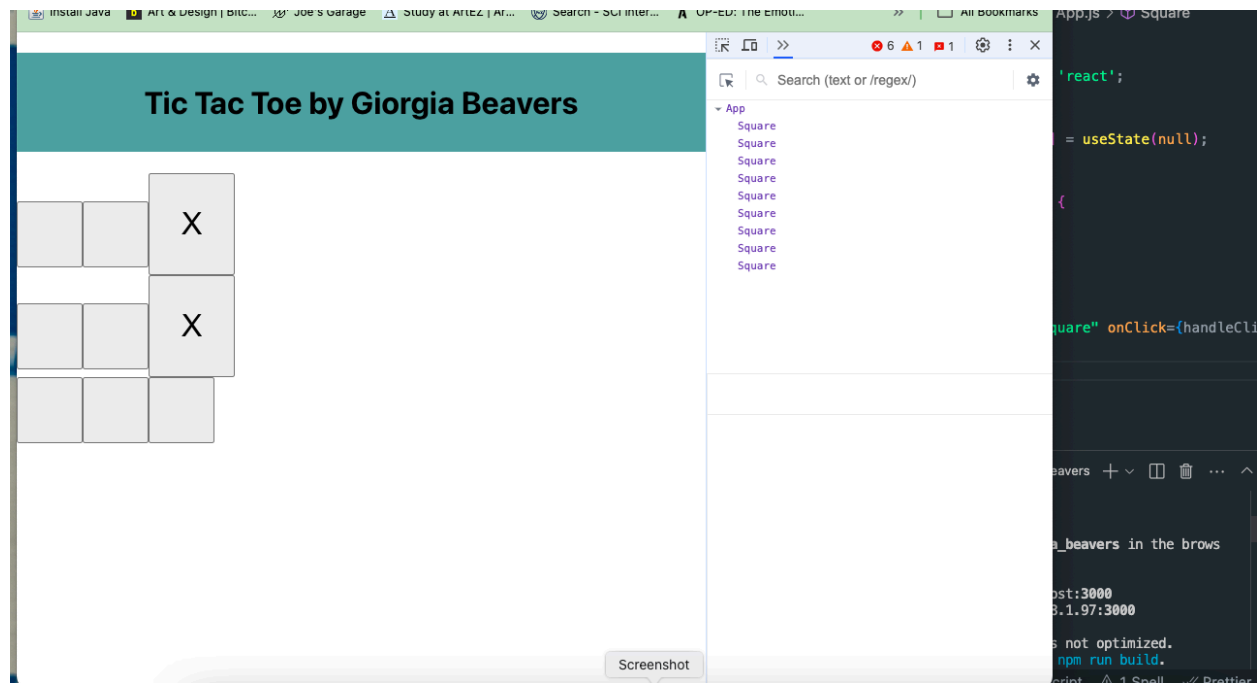 Install Java Art & Design | Bitc... Joe's Garage Study at ArtEZ | Ar... Search - SCI Inter... OP-ED: The Emoti... >> All Bookmarks
App.js > Square
6 1 1
Search (text or /regex/)
Tic Tac Toe by Giorgia Beavers
App
Square
Square
Square
Square
Square
Square
Square
Square
Square
X
X
'react';
] = useState(null);
{
quare" onClick={handleCli
eavers
a_beavers in the brows
ost:3000
8.1.97:3000
s not optimized.
npm run build.
cript 1 Spell Prettier
Screenshot